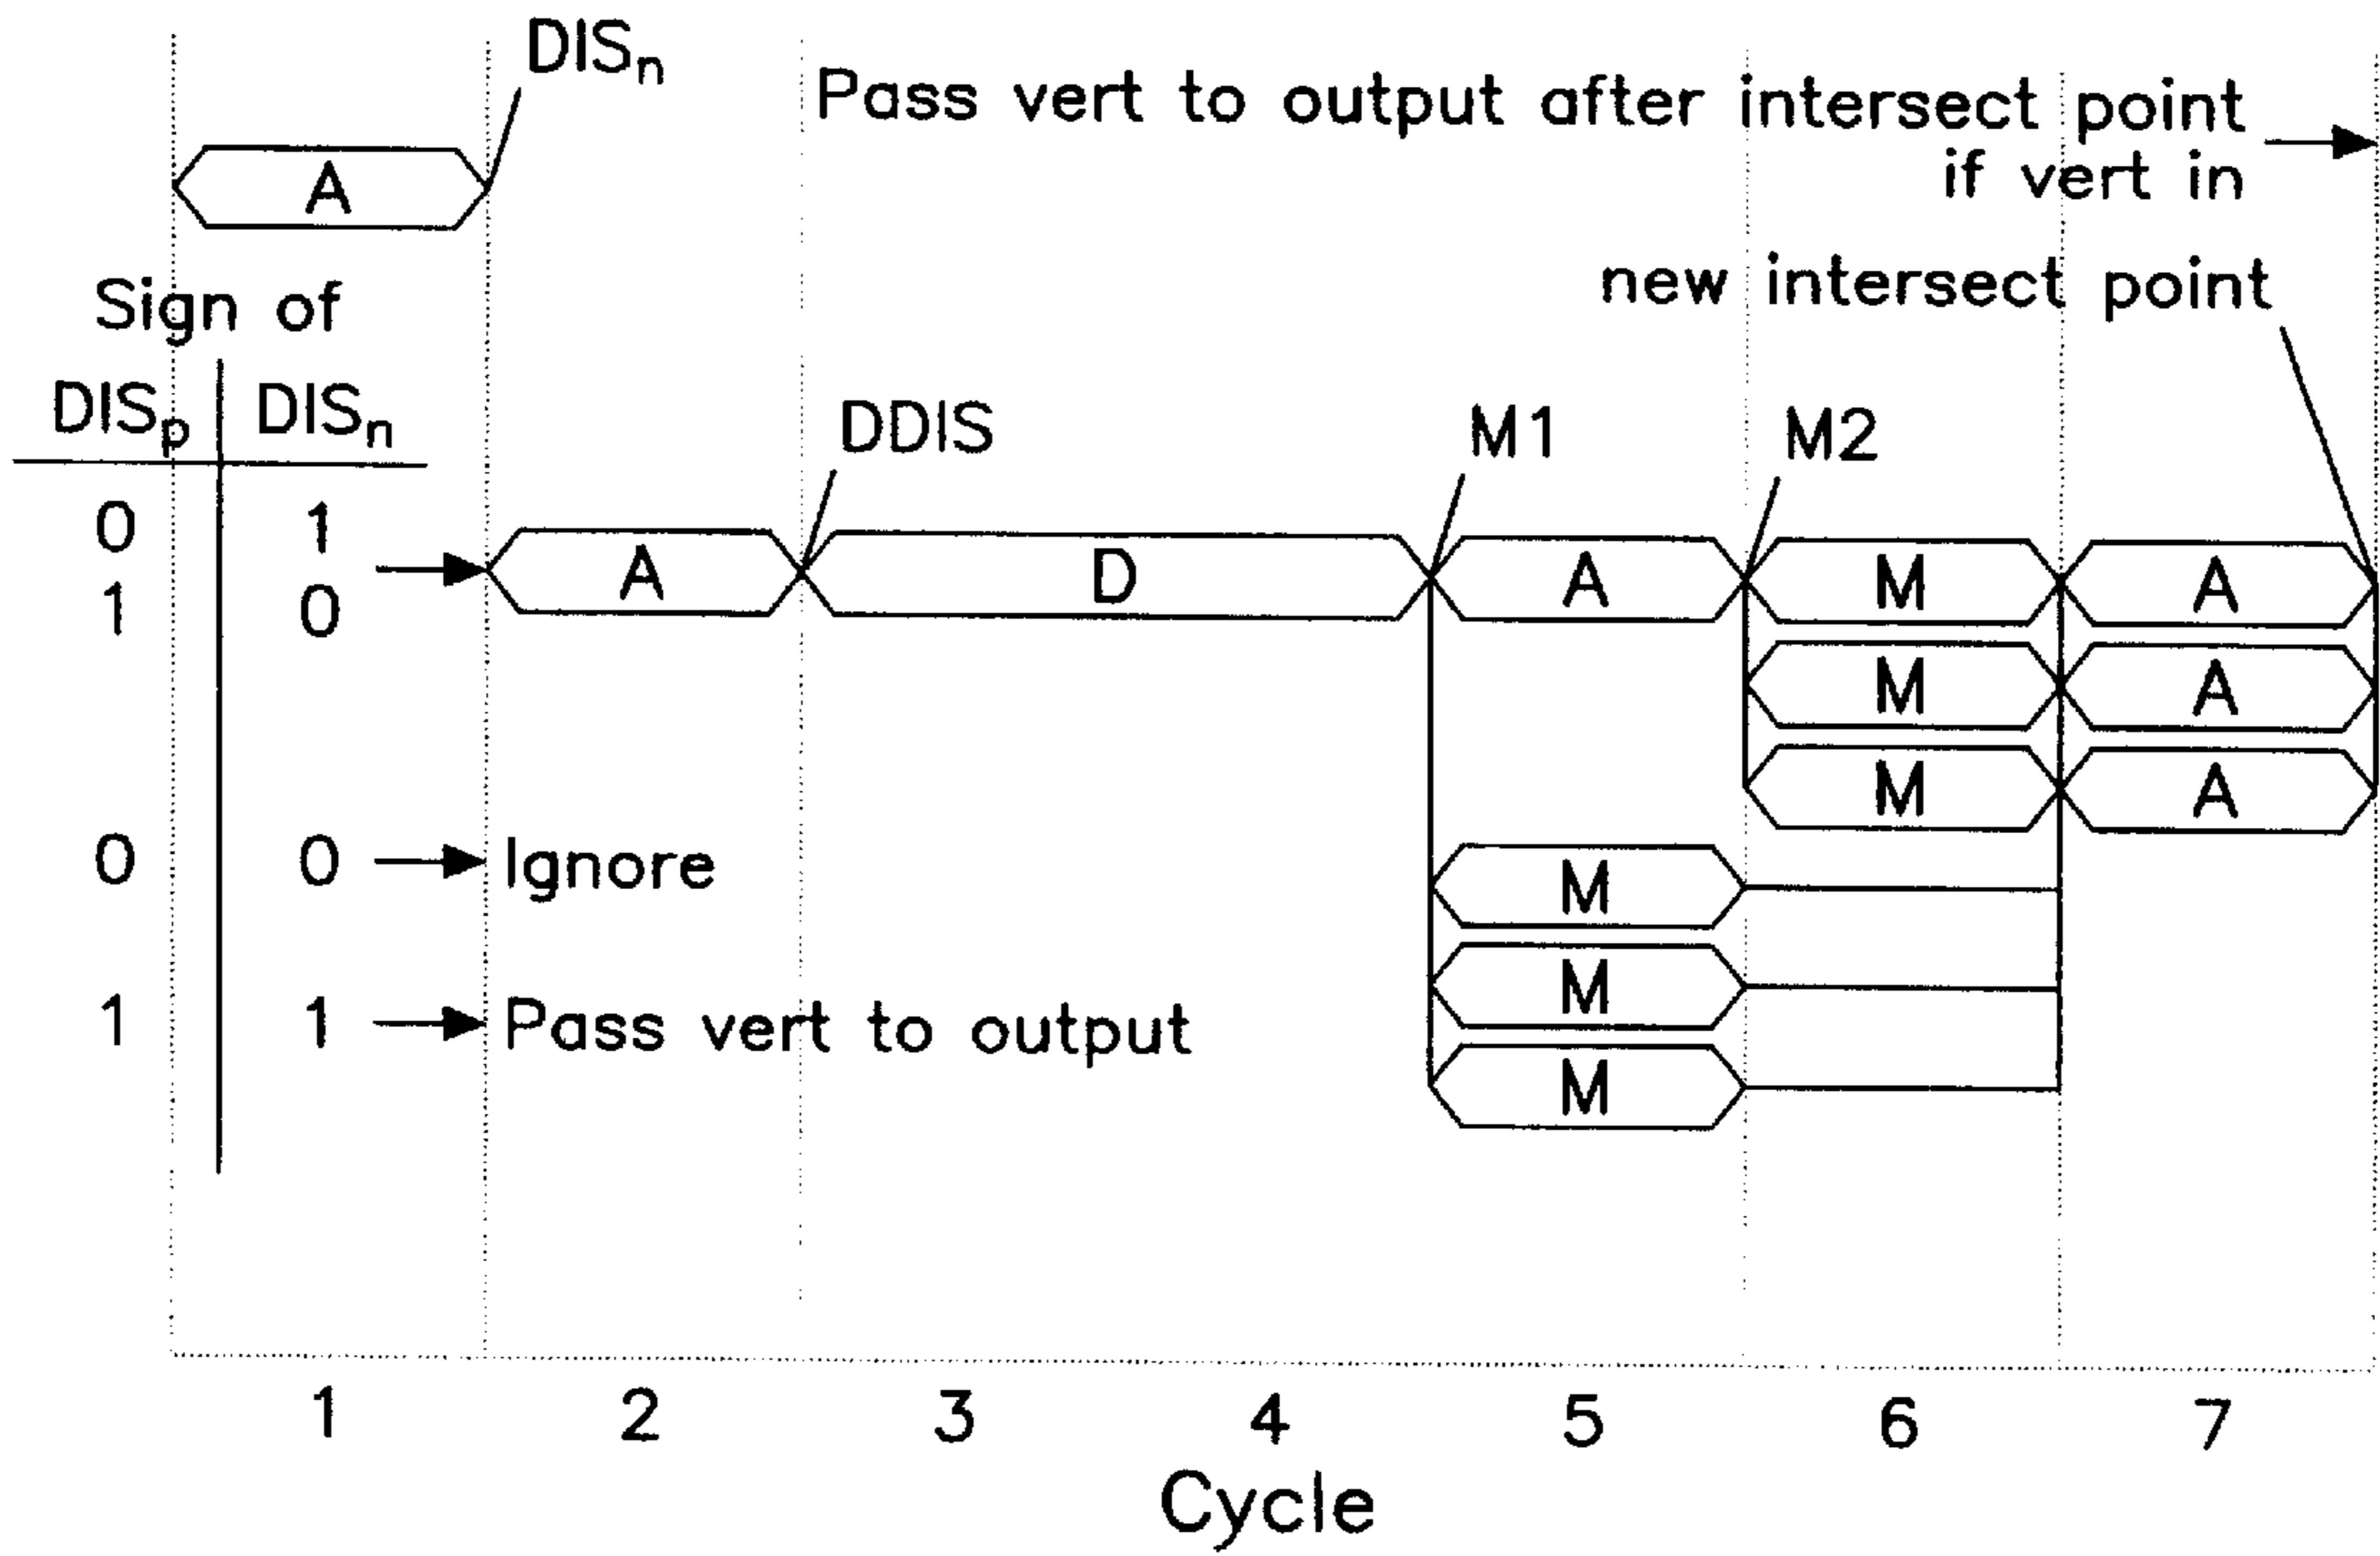 DISn
Pass vert to output after intersect point
if vert in
A
Sign of
new intersect point
DISp DISn
DDIS
M1
M2
0 1
1 0
A D A M A
M A
M A
0 0 Ignore
M
M
1 1 Pass vert to output
M
1 2 3 4 5 6 7
Cycle